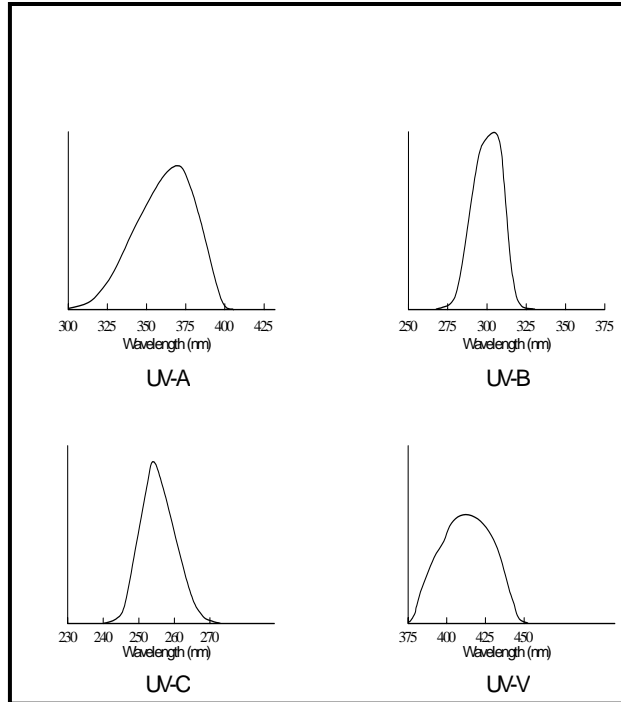 300 325 350 375 400 425
Wavelength (nm)
UV-A
250 275 300 325 350 375
Wavelength (nm)
UV-B
230 240 250 260 270
Wavelength (nm)
UV-C
375 400 425 450
Wavelength (nm)
UV-V